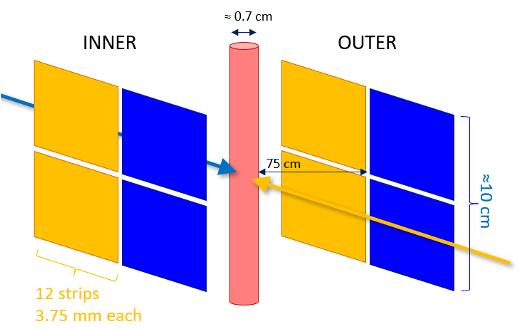 ≈ 0.7 cm
INNER
OUTER
75 cm
≈10 cm
12 strips
3.75 mm each